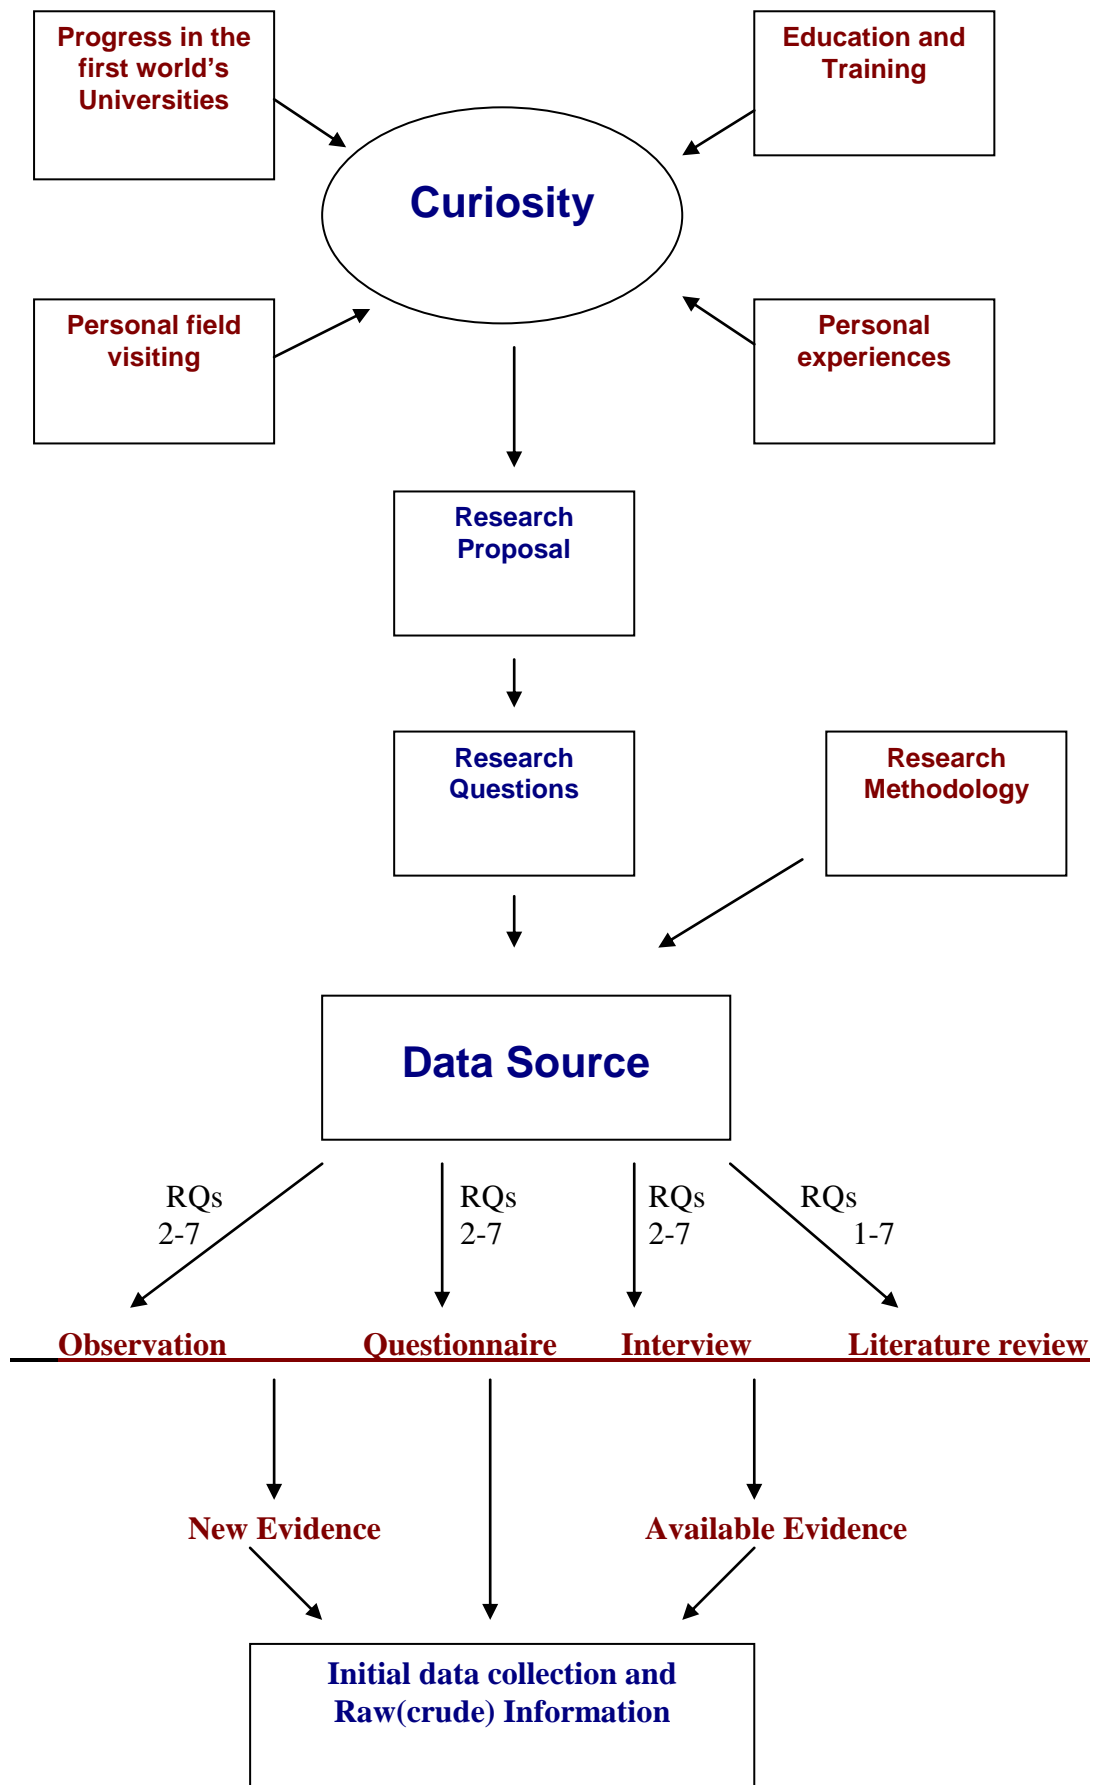 Progress in the
first world’s
Universities
Education and
Training
Curiosity
Personal field
visiting
Personal
experiences
Research
Proposal
Research
Questions
Research
Methodology
Data Source
RQs
2-7
RQs
2-7
RQs
2-7
RQs
1-7
Observation
Questionnaire
Interview
Literature review
New Evidence
Available Evidence
Initial data collection and
Raw(crude) Information